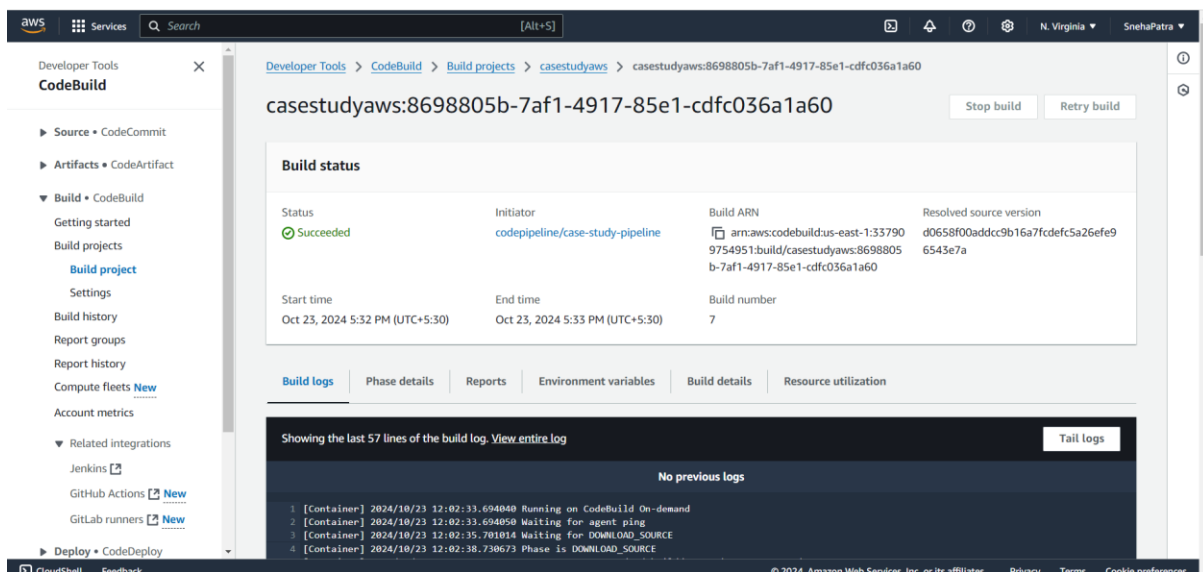 aws
Services
Search
[Alt+S]
N. Virginia
SnehaPatra
Developer Tools
CodeBuild
Source • CodeCommit
Artifacts • CodeArtifact
Build • CodeBuild
Getting started
Build projects
Build project
Settings
Build history
Report groups
Report history
Compute fleets New
Account metrics
Related integrations
Jenkins
GitHub Actions New
GitLab runners New
Deploy • CodeDeploy
Developer Tools > CodeBuild > Build projects > casestudyaws > casestudyaws:8698805b-7af1-4917-85e1-cdfc036a1a60
casestudyaws:8698805b-7af1-4917-85e1-cdfc036a1a60
Stop build
Retry build
Build status
Status
Succeeded
Initiator
codepipeline/case-study-pipeline
Build ARN
arn:aws:codebuild:us-east-1:33790
9754951:build/casestudyaws:8698805
b-7af1-4917-85e1-cdfc036a1a60
Resolved source version
d0658f00addcc9b16a7fcdefc5a26efe9
6543e7a
Start time
Oct 23, 2024 5:32 PM (UTC+5:30)
End time
Oct 23, 2024 5:33 PM (UTC+5:30)
Build number
7
Build logs
Phase details
Reports
Environment variables
Build details
Resource utilization
Showing the last 57 lines of the build log. View entire log
Tail logs
No previous logs
1 [Container] 2024/10/23 12:02:33.694040 Running on CodeBuild On-demand
2 [Container] 2024/10/23 12:02:33.694050 Waiting for agent ping
3 [Container] 2024/10/23 12:02:35.701014 Waiting for DOWNLOAD_SOURCE
4 [Container] 2024/10/23 12:02:38.730673 Phase is DOWNLOAD_SOURCE
CloudShell
Feedback
© 2024, Amazon Web Services, Inc. or its affiliates.
Privacy
Terms
Cookie preferences